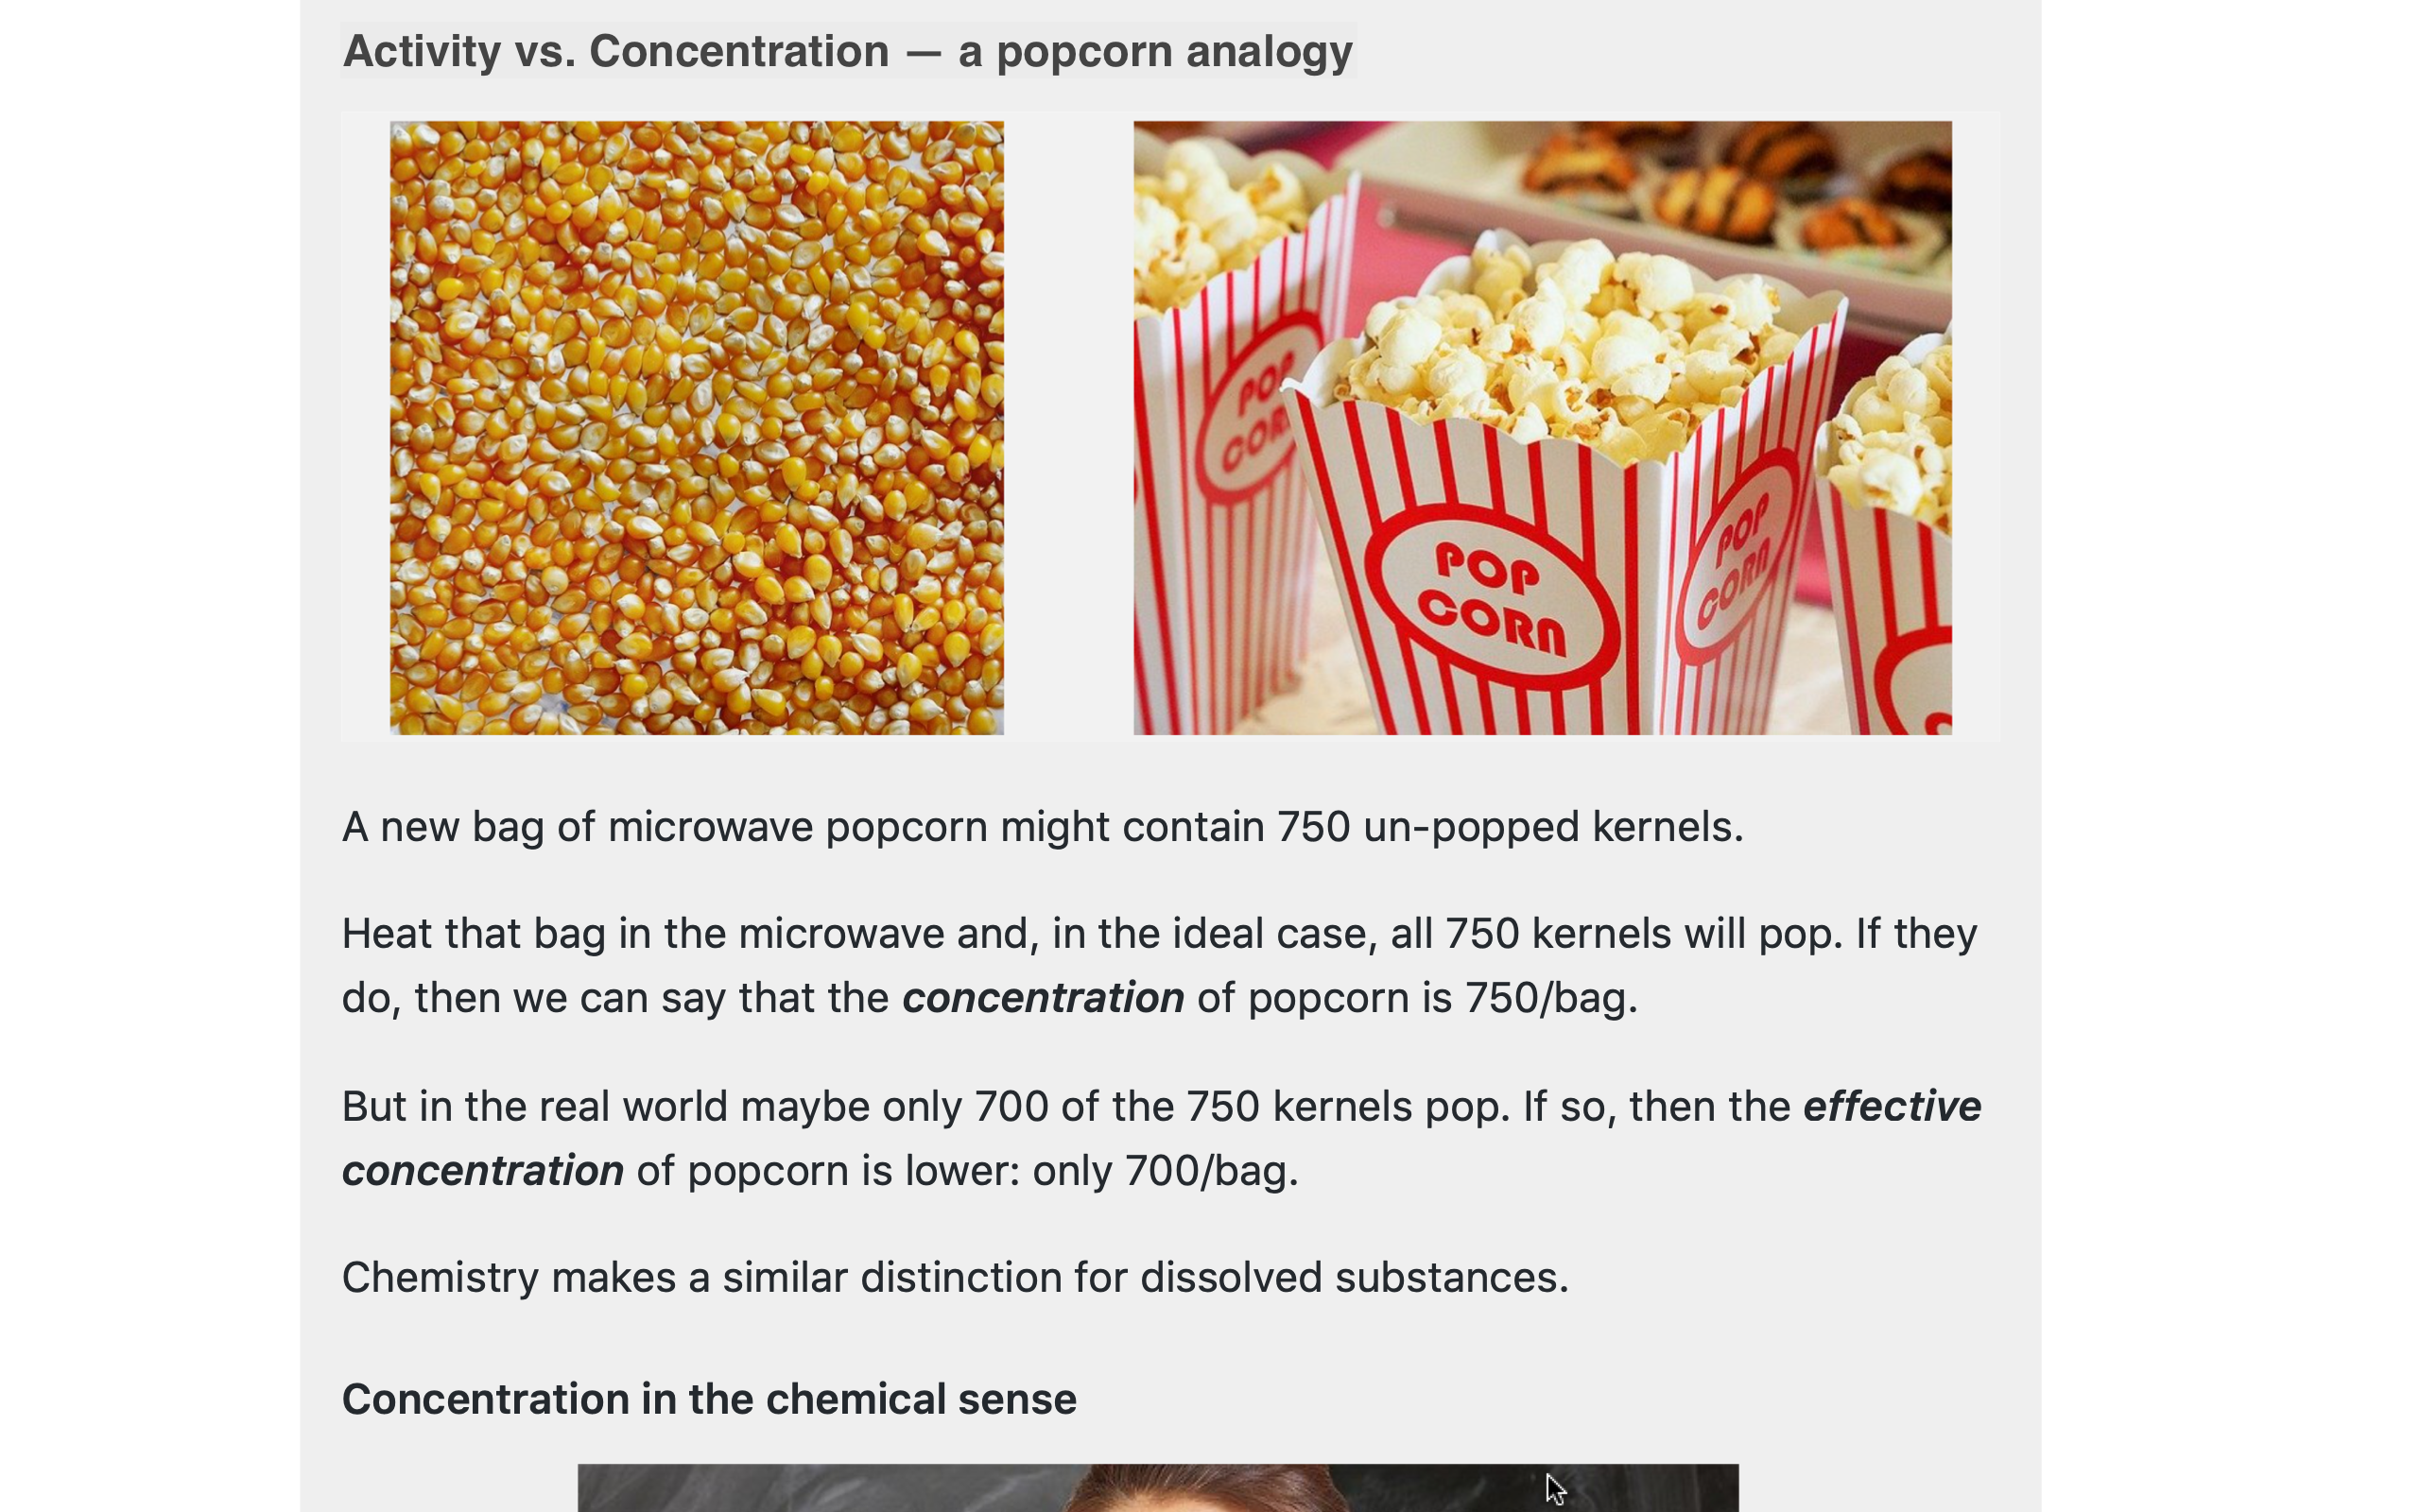 Activity vs. Concentration — a popcorn analogy
POP
CORN
POP
CORN
POP
CORN
A new bag of microwave popcorn might contain 750 un-popped kernels.
Heat that bag in the microwave and, in the ideal case, all 750 kernels will pop. If they
do, then we can say that the concentration of popcorn is 750/bag.
But in the real world maybe only 700 of the 750 kernels pop. If so, then the effective
concentration of popcorn is lower: only 700/bag.
Chemistry makes a similar distinction for dissolved substances.
Concentration in the chemical sense